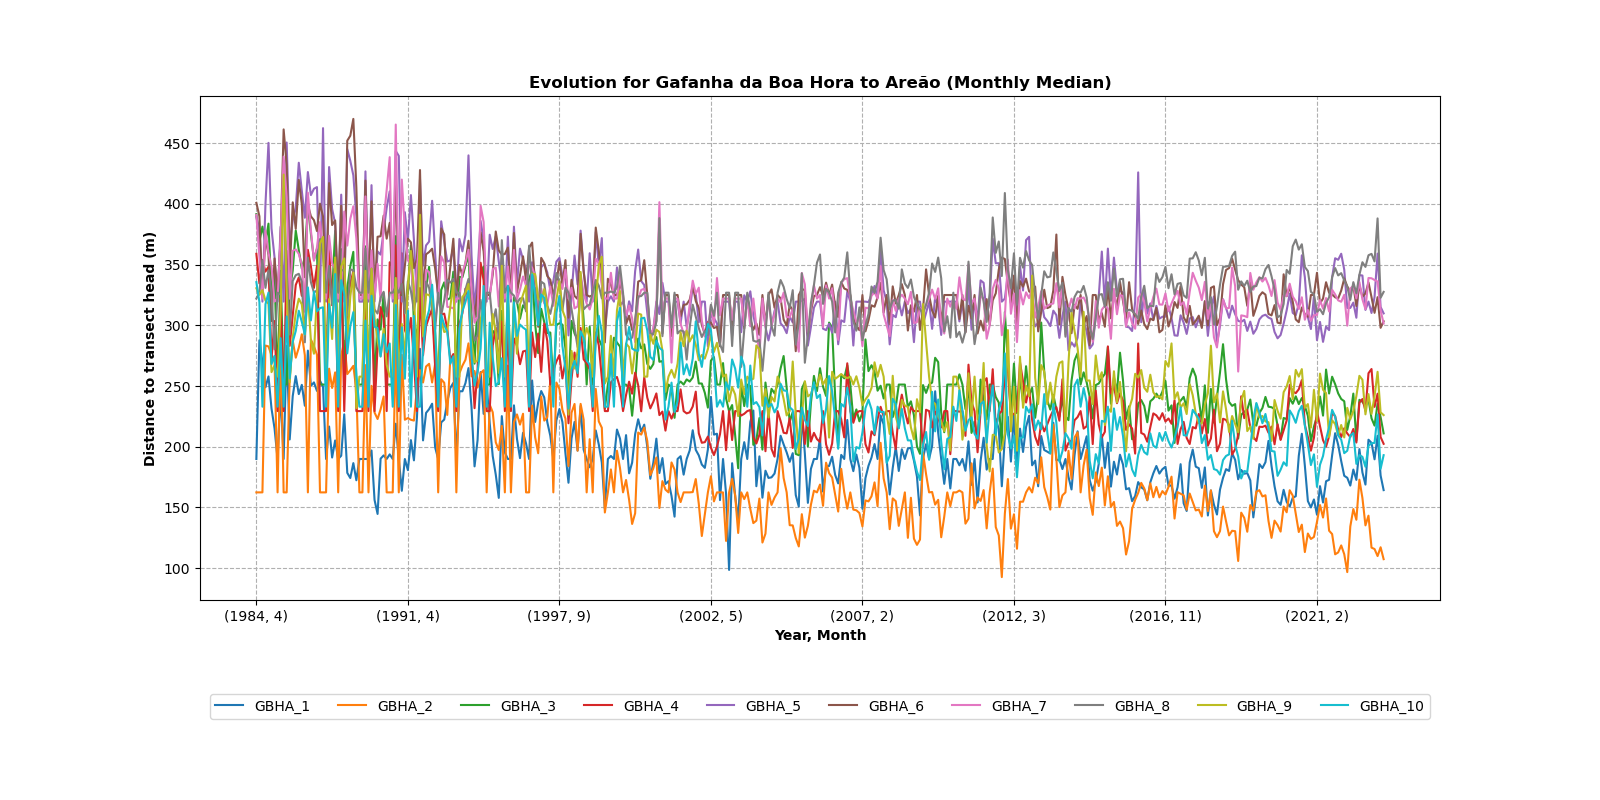 Evolution for Gafanha da Boa Hora to Areão (Monthly Median)
Distance to transect head (m)
450
400
350
300
250
200
150
100
(1984, 4) (1991, 4) (1997, 9) (2002, 5) (2007, 2) (2012, 3) (2016, 11) (2021, 2)
Year, Month
GBHA_1 GBHA_2 GBHA_3 GBHA_4 GBHA_5 GBHA_6 GBHA_7 GBHA_8 GBHA_9 GBHA_10